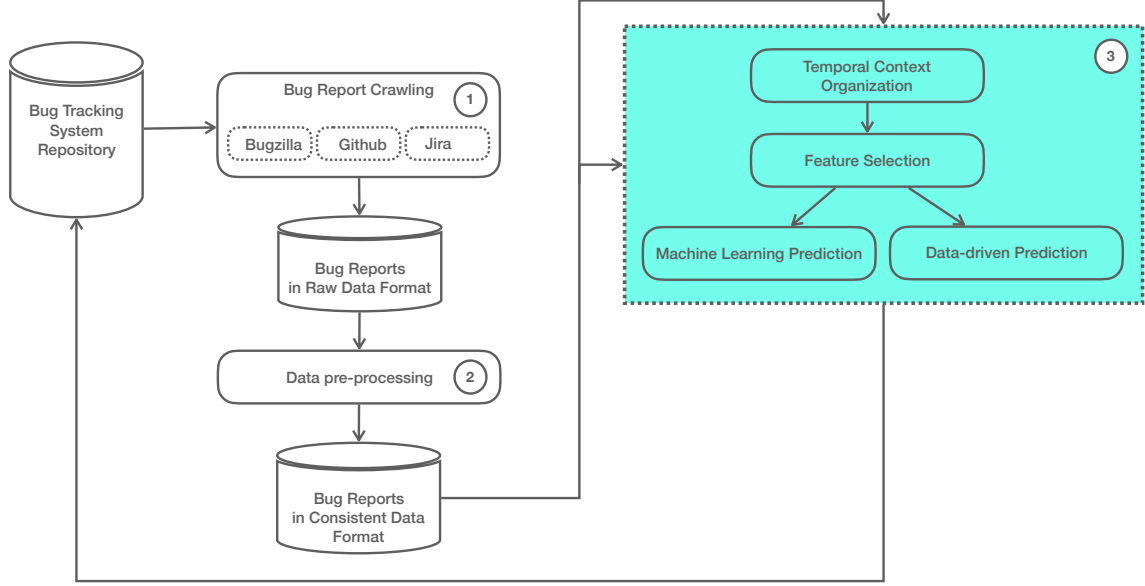 Bug Tracking
System
Repository
Bug Report Crawling
1
Bugzilla
Github
Jira
Bug Reports
in Raw Data Format
Data pre-processing
2
Bug Reports
in Consistent Data
Format
3
Temporal Context
Organization
Feature Selection
Machine Learning Prediction
Data-driven Prediction